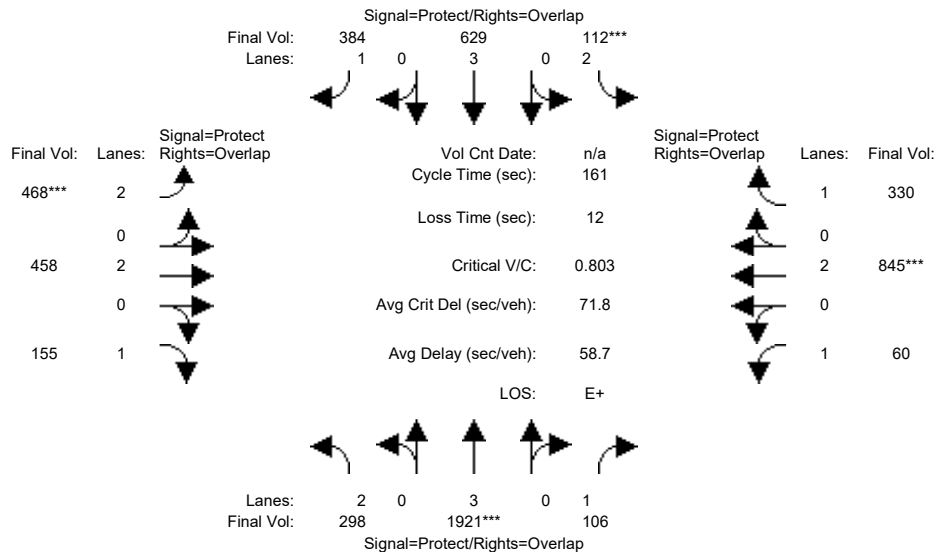 Signal=Protect/Rights=Overlap
Final Vol: 384 629 112***
Lanes: 1 0 3 0 2
Signal=Protect
Final Vol: Lanes: Rights=Overlap
Vol Cnt Date: n/a
Signal=Protect
Rights=Overlap Lanes: Final Vol:
Cycle Time (sec): 161
468*** 2
1 330
Loss Time (sec): 12
0
0
458 2
Critical V/C: 0.803
2 845***
0
Avg Crit Del (sec/veh): 71.8
0
155 1
Avg Delay (sec/veh): 58.7
1 60
LOS: E+
Lanes: 2 0 3 0 1
Final Vol: 298 1921*** 106
Signal=Protect/Rights=Overlap